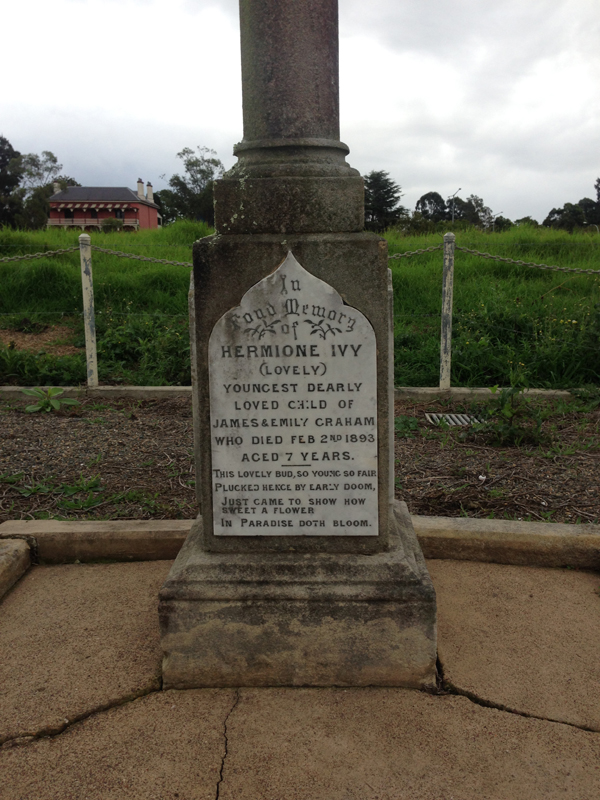 In
Fond Memory
of
HERMIONE IVY
(LOVELY)
YOUNGEST DEARLY
LOVED CHILD OF
JAMES & EMILY GRAHAM
WHO DIED FEB 2ND 1893
AGED 7 YEARS.
THIS LOVELY BUD, SO YOUNG SO FAIR
PLUCKED HENCE BY EARLY DOOM,
JUST CAME TO SHOW HOW
SWEET A FLOWER
IN PARADISE DOTH BLOOM.